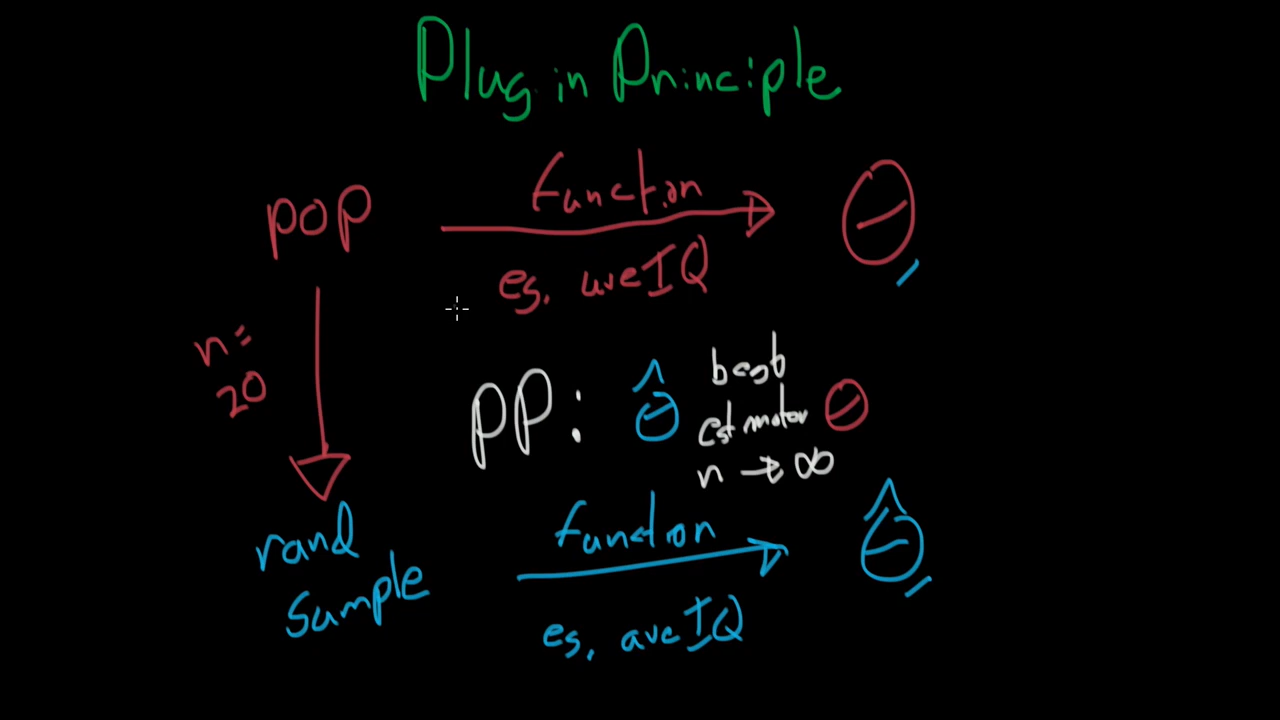 Plug in Principle
pop
function
θ
eg. ave IQ
n =
20
PP:
θ̂
best
estimator θ
n → ∞
rand
sample
function
θ̂
eg. ave IQ